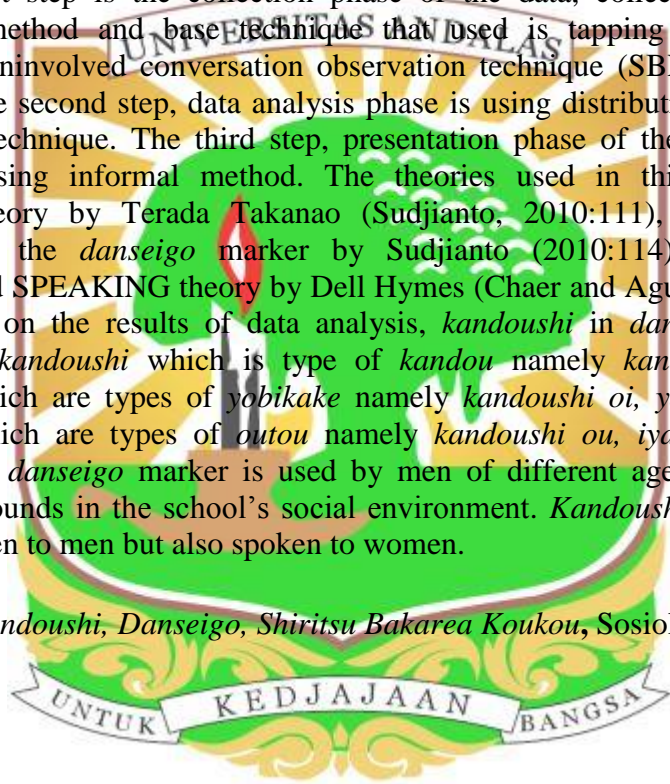 t step is the collection phase of the data, collec
nethod and base technique that used is tapping
UNIVERSITAS ANDALAS
ninvolved conversation observation technique (SB
e second step, data analysis phase is using distribut
echnique. The third step, presentation phase of the
sing informal method. The theories used in thi
eory by Terada Takanao (Sudjianto, 2010:111),
the danseigo marker by Sudjianto (2010:114)
l SPEAKING theory by Dell Hymes (Chaer and Agu
on the results of data analysis, kandoushi in dan
kandoushi which is type of kandou namely kan
ich are types of yobikake namely kandoushi oi, y
hich are types of outou namely kandoushi ou, iya
danseigo marker is used by men of different age
ounds in the school's social environment. Kandoush
en to men but also spoken to women.
ndoushi, Danseigo, Shiritsu Bakarea Koukou, Sosiol
UNTUK KEDJAJAAN BANGSA